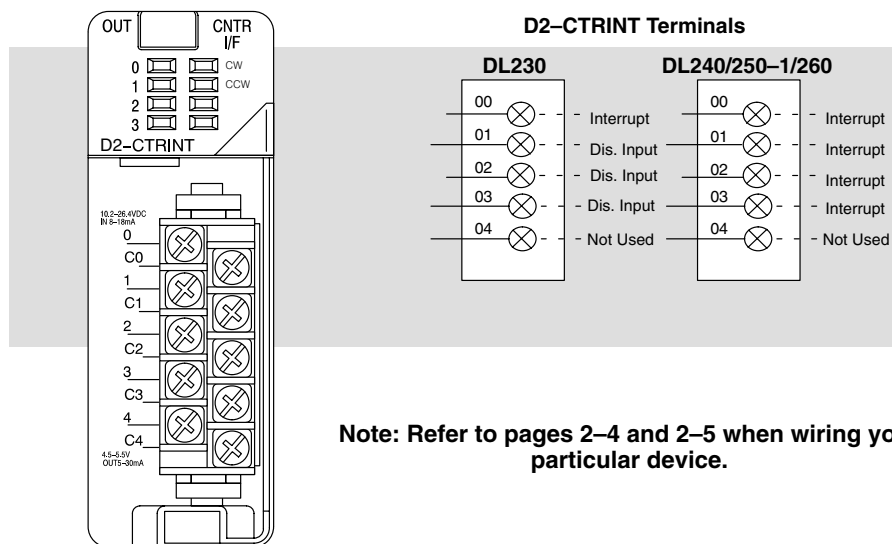 OUT CNTR
I/F
0 CW
1 CCW
2
3
D2–CTRINT
10.2–26.4VDC
IN 8–18mA
0
C0
1
C1
2
C2
3
C3
4
C4
4.5–5.5V
OUT5–30mA
D2–CTRINT Terminals
DL230
00 Interrupt
01 Dis. Input
02 Dis. Input
03 Dis. Input
04 Not Used
DL240/250–1/260
00 Interrupt
01 Interrupt
02 Interrupt
03 Interrupt
04 Not Used
Note: Refer to pages 2–4 and 2–5 when wiring yo
particular device.